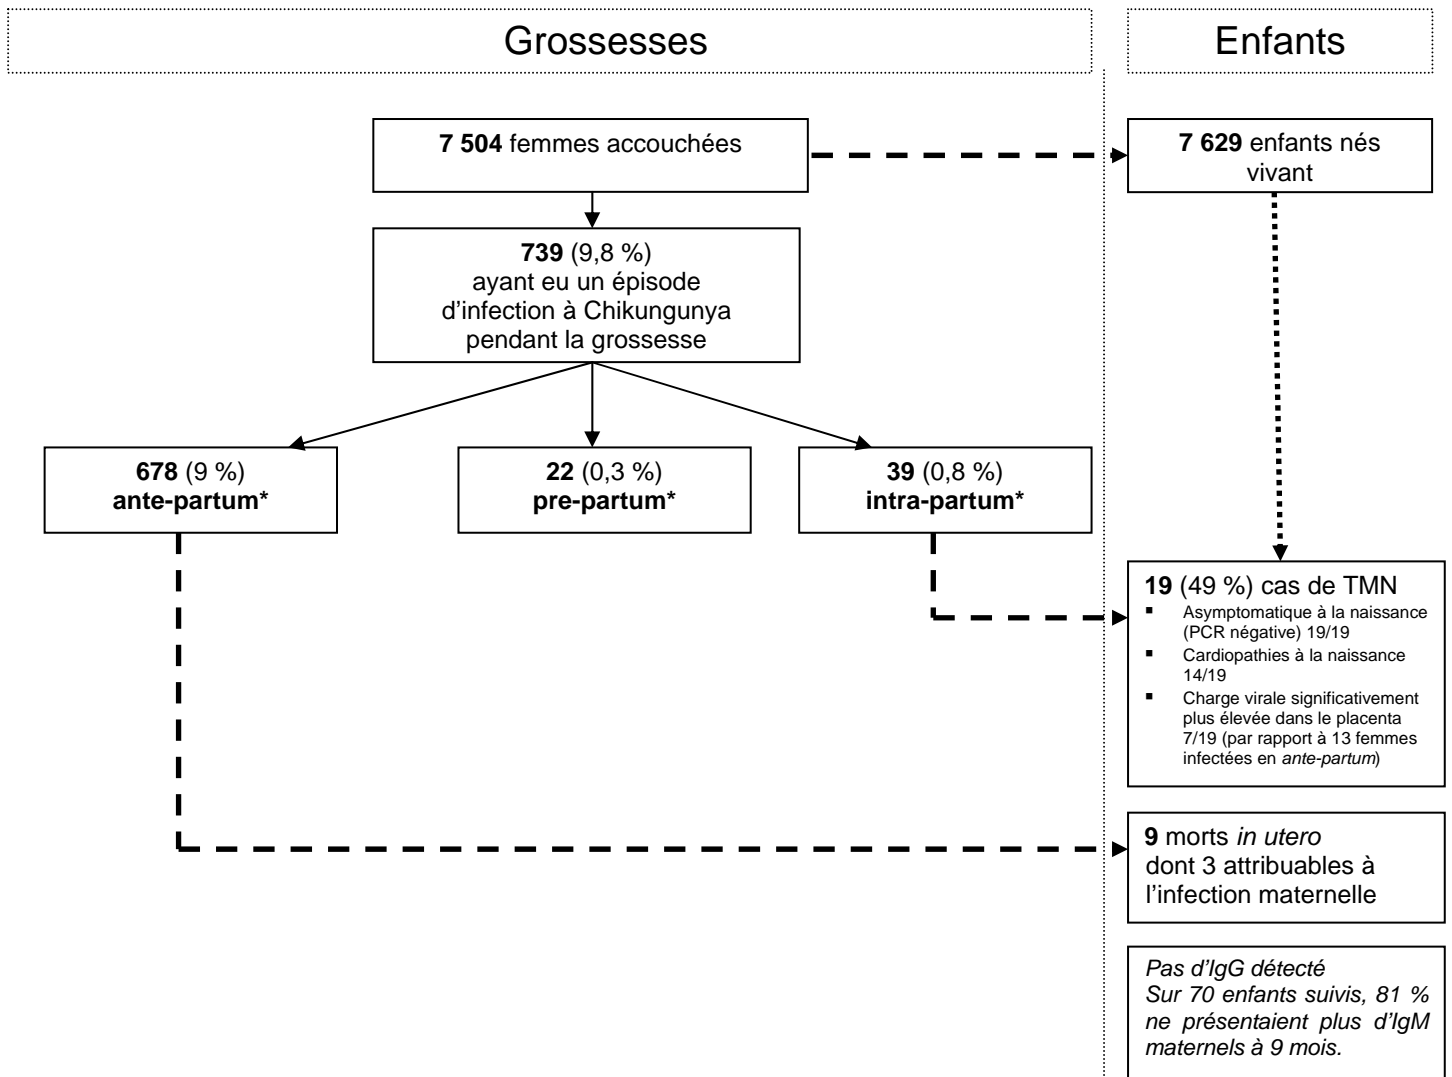 Grossesses
Enfants
7 504 femmes accouchées
7 629 enfants nés
vivant
739 (9,8 %)
ayant eu un épisode
d'infection à Chikungunya
pendant la grossesse
678 (9 %)
ante-partum*
22 (0,3 %)
pre-partum*
39 (0,8 %)
intra-partum*
19 (49 %) cas de TMN
▪ Asymptomatique à la naissance
(PCR négative) 19/19
▪ Cardiopathies à la naissance
14/19
▪ Charge virale significativement
plus élevée dans le placenta
7/19 (par rapport à 13 femmes
infectées en ante-partum)
9 morts in utero
dont 3 attribuables à
l'infection maternelle
Pas d'IgG détecté
Sur 70 enfants suivis, 81 %
ne présentaient plus d'IgM
maternels à 9 mois.